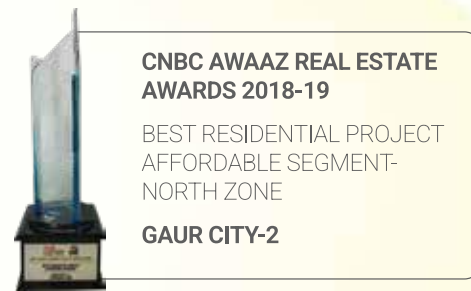 CNBC AWAAZ REAL ESTATE
AWARDS 2018-19
BEST RESIDENTIAL PROJECT
AFFORDABLE SEGMENT-
NORTH ZONE
GAUR CITY-2